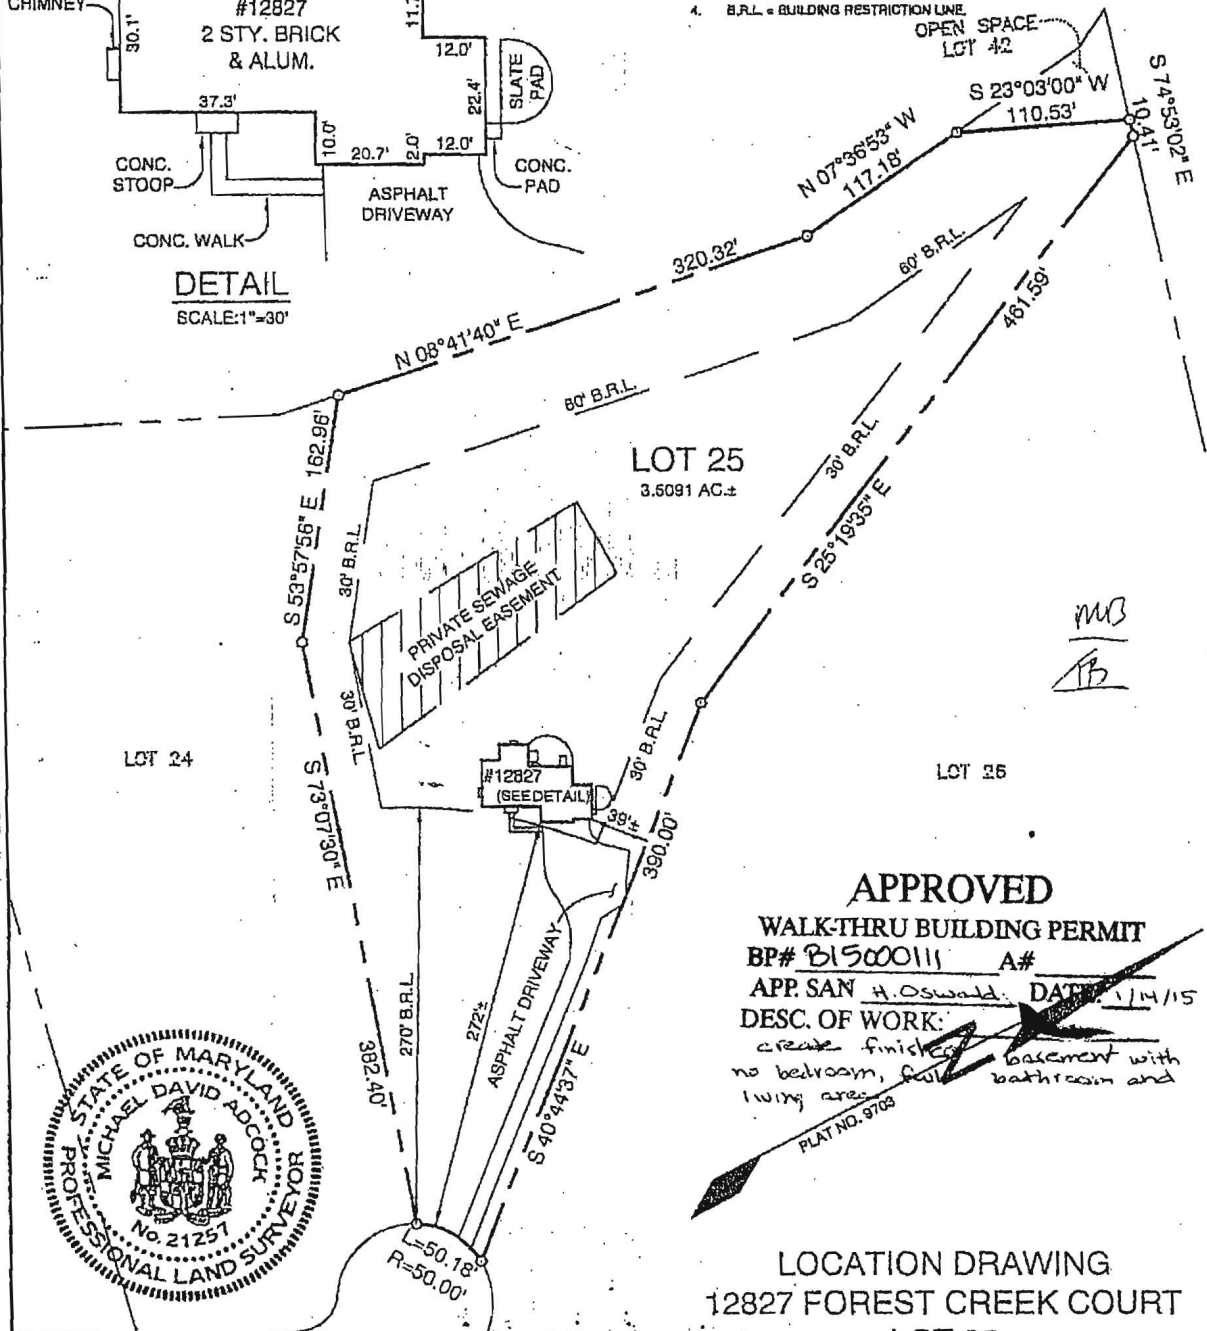 CHIMNEY
30.1'
#12827
2 STY. BRICK
& ALUM.
12.0'
22.4'
SLATE
PAD
37.3'
10.0'
20.7'
2.0'
12.0'
CONC.
STOOP
CONC.
PAD
ASPHALT
DRIVEWAY
CONC. WALK
DETAIL
SCALE:1"=30'
4. B.R.L. = BUILDING RESTRICTION LINE
OPEN SPACE
LOT 42
S 23°03'00" W
110.53'
S 74°53'02" E
10.41'
N 07°36'53" W
117.18'
320.32'
N 08°41'40" E
60' B.R.L.
60' B.R.L.
461.59'
S 25°19'35" E
30' B.R.L.
LOT 25
3.5091 AC.±
162.96'
S 53°57'56" E
30' B.R.L.
PRIVATE SEWAGE
DISPOSAL EASEMENT
30' B.R.L.
30' B.R.L.
MB
LOT 24
LOT 26
#12827
(SEE DETAIL)
39'±
390.00'
S 73°07'30" E
382.40'
270' B.R.L.
272'±
ASPHALT DRIVEWAY
S 40°44'37" E
L=50.18'
R=50.00'
APPROVED
WALK-THRU BUILDING PERMIT
BP# B15000111 A#
APP. SAN H.Oswald DATE: 1/14/15
DESC. OF WORK:
create finished basement with
no bedroom, full bathroom and
living area
PLAT NO. 9703
STATE OF MARYLAND
MICHAEL DAVID ADCOCK
No. 21257
PROFESSIONAL LAND SURVEYOR
LOCATION DRAWING
12827 FOREST CREEK COURT